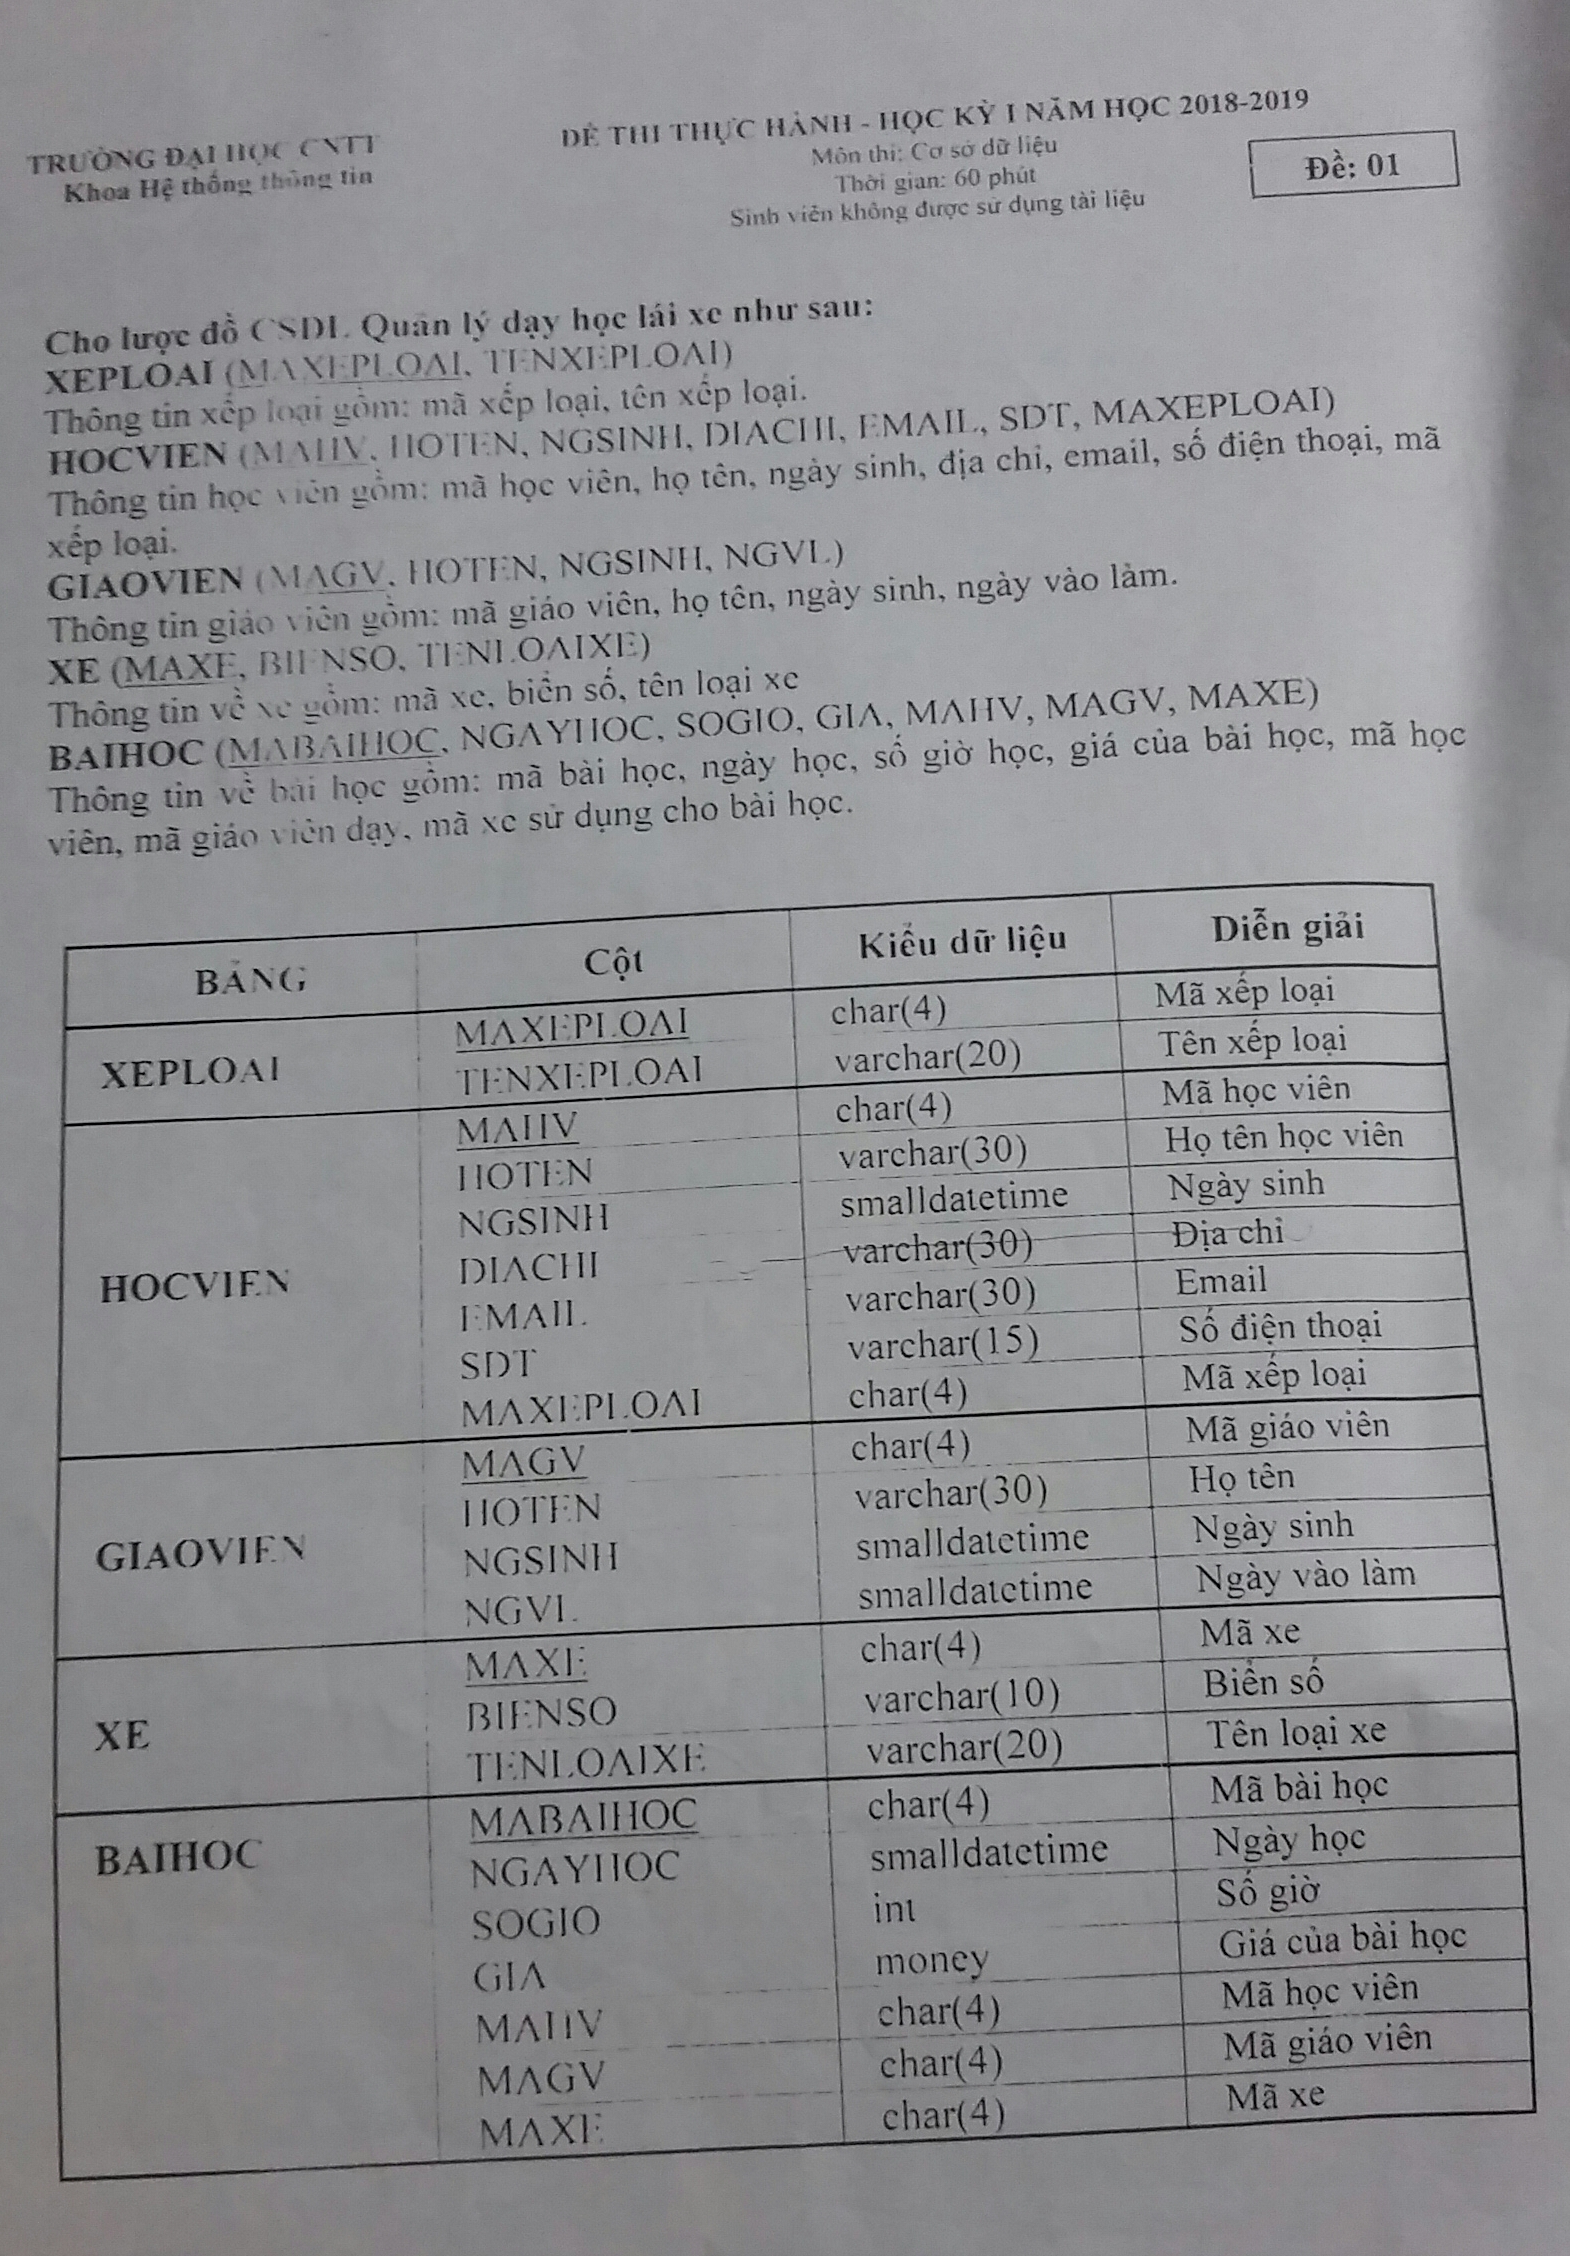 TRƯỜNG ĐẠI HỌC CNTT
Khoa Hệ thống thông tin
ĐỀ THI THỰC HÀNH - HỌC KỲ I NĂM HỌC 2018-2019
Môn thi: Cơ sở dữ liệu
Thời gian: 60 phút
Sinh viên không được sử dụng tài liệu
Đề: 01
Cho lược đồ CSDL Quản lý dạy học lái xe như sau:
XEPLOAI (MAXEPLOAI, TENXEPLOAI)
Thông tin xếp loại gồm: mã xếp loại, tên xếp loại.
HOCVIEN (MAHV, HOTEN, NGSINH, DIACHI, EMAIL, SDT, MAXEPLOAI)
Thông tin học viên gồm: mã học viên, họ tên, ngày sinh, địa chỉ, email, số điện thoại, mã
xếp loại.
GIAOVIEN (MAGV, HOTEN, NGSINH, NGVL)
Thông tin giáo viên gồm: mã giáo viên, họ tên, ngày sinh, ngày vào làm.
XE (MAXE, BIENSO, TENLOAIXE)
Thông tin về xe gồm: mã xe, biển số, tên loại xe
BAIHOC (MABAIHOC, NGAYHOC, SOGIO, GIA, MAHV, MAGV, MAXE)
Thông tin về bài học gồm: mã bài học, ngày học, số giờ học, giá của bài học, mã học
viên, mã giáo viên dạy, mã xe sử dụng cho bài học.
BẢNG Cột Kiểu dữ liệu Diễn giải
XEPLOAI
MAXEPLOAI char(4) Mã xếp loại
TENXEPLOAI varchar(20) Tên xếp loại
HOCVIEN
MAHV char(4) Mã học viên
HOTEN varchar(30) Họ tên học viên
NGSINH smalldatetime Ngày sinh
DIACHI varchar(30) Địa chỉ
EMAIL varchar(30) Email
SDT varchar(15) Số điện thoại
MAXEPLOAI char(4) Mã xếp loại
GIAOVIEN
MAGV char(4) Mã giáo viên
HOTEN varchar(30) Họ tên
NGSINH smalldatetime Ngày sinh
NGVL smalldatetime Ngày vào làm
XE
MAXE char(4) Mã xe
BIENSO varchar(10) Biển số
TENLOAIXE varchar(20) Tên loại xe
BAIHOC
MABAIHOC char(4) Mã bài học
NGAYHOC smalldatetime Ngày học
SOGIO int Số giờ
GIA money Giá của bài học
MAHV char(4) Mã học viên
MAGV char(4) Mã giáo viên
MAXE char(4) Mã xe